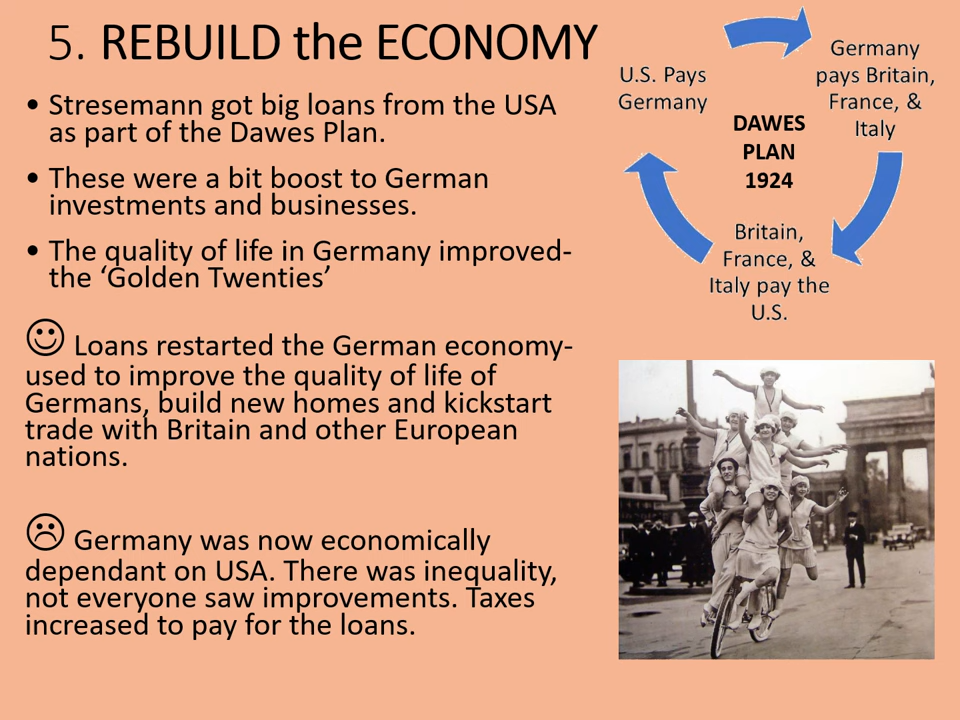 5. REBUILD the ECONOMY
• Stresemann got big loans from the USA
as part of the Dawes Plan.
• These were a bit boost to German
investments and businesses.
• The quality of life in Germany improved-
the ‘Golden Twenties’
☺ Loans restarted the German economy-
used to improve the quality of life of
Germans, build new homes and kickstart
trade with Britain and other European
nations.
☹ Germany was now economically
dependant on USA. There was inequality,
not everyone saw improvements. Taxes
increased to pay for the loans.
U.S. Pays
Germany
Germany
pays Britain,
France, &
Italy
DAWES
PLAN
1924
Britain,
France, &
Italy pay the
U.S.